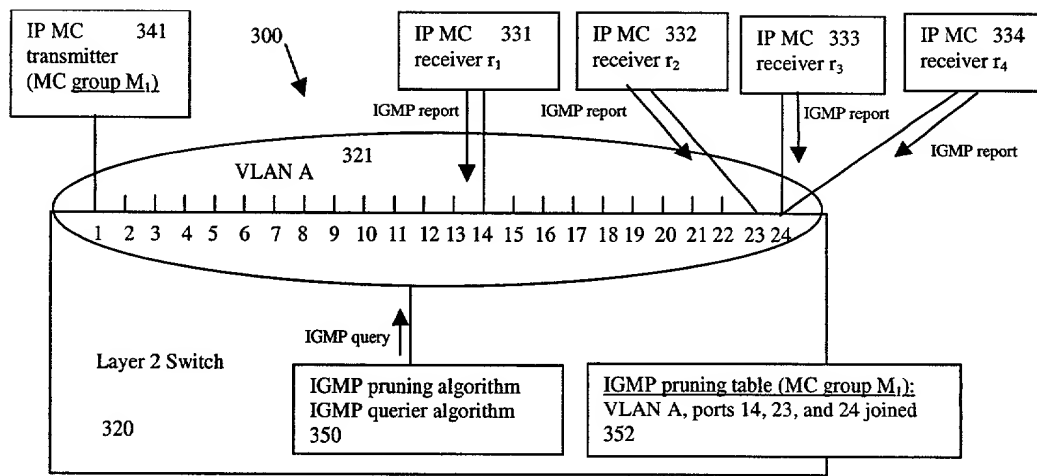 IP MC 341
transmitter
(MC group M1)
300
IP MC 331
receiver r1
IP MC 332
receiver r2
IP MC 333
receiver r3
IP MC 334
receiver r4
IGMP report
IGMP report
IGMP report
IGMP report
321
VLAN A
1 2 3 4 5 6 7 8 9 10 11 12 13 14 15 16 17 18 19 20 21 22 23 24
IGMP query
Layer 2 Switch
320
IGMP pruning algorithm
IGMP querier algorithm
350
IGMP pruning table (MC group M1):
VLAN A, ports 14, 23, and 24 joined
352